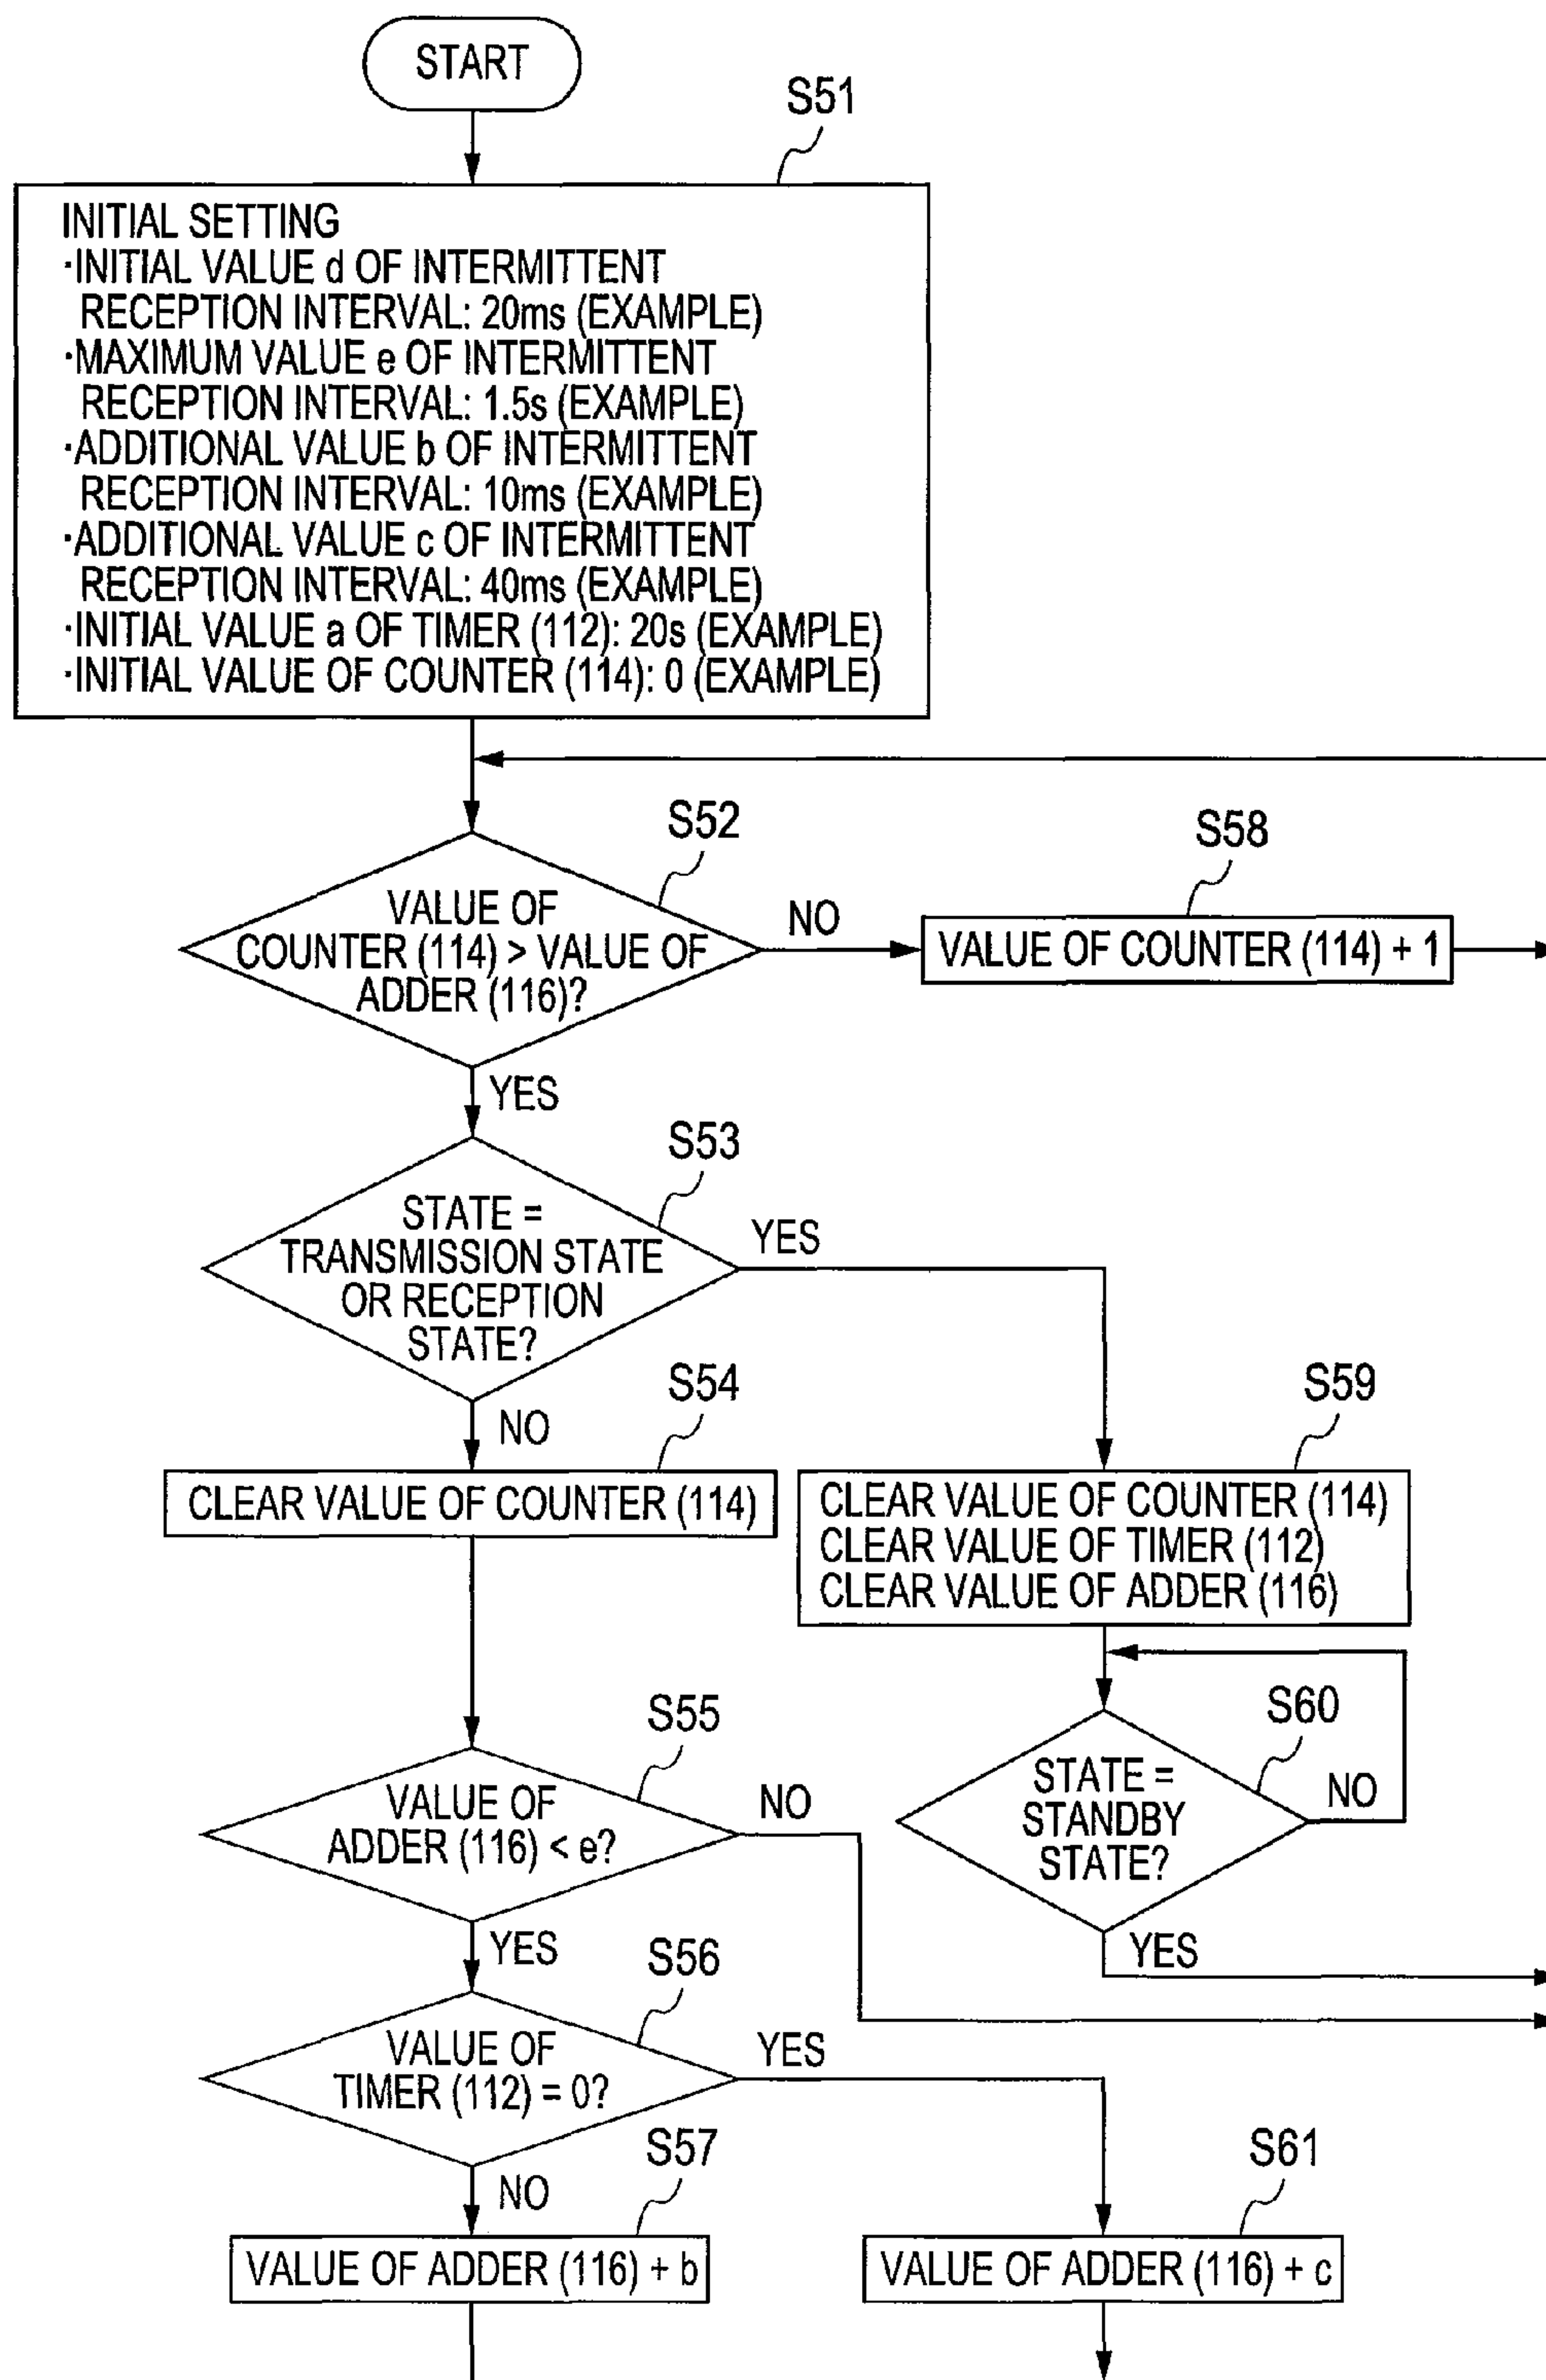 START
S51
INITIAL SETTING
·INITIAL VALUE d OF INTERMITTENT
RECEPTION INTERVAL: 20ms (EXAMPLE)
·MAXIMUM VALUE e OF INTERMITTENT
RECEPTION INTERVAL: 1.5s (EXAMPLE)
·ADDITIONAL VALUE b OF INTERMITTENT
RECEPTION INTERVAL: 10ms (EXAMPLE)
·ADDITIONAL VALUE c OF INTERMITTENT
RECEPTION INTERVAL: 40ms (EXAMPLE)
·INITIAL VALUE a OF TIMER (112): 20s (EXAMPLE)
·INITIAL VALUE OF COUNTER (114): 0 (EXAMPLE)
S52
VALUE OF
COUNTER (114) > VALUE OF
ADDER (116)?
NO
S58
VALUE OF COUNTER (114) + 1
YES
S53
STATE =
TRANSMISSION STATE
OR RECEPTION
STATE?
YES
NO
S54
CLEAR VALUE OF COUNTER (114)
S59
CLEAR VALUE OF COUNTER (114)
CLEAR VALUE OF TIMER (112)
CLEAR VALUE OF ADDER (116)
S55
VALUE OF
ADDER (116) < e?
NO
YES
S60
STATE =
STANDBY
STATE?
NO
YES
S56
VALUE OF
TIMER (112) = 0?
YES
NO
S57
VALUE OF ADDER (116) + b
S61
VALUE OF ADDER (116) + c